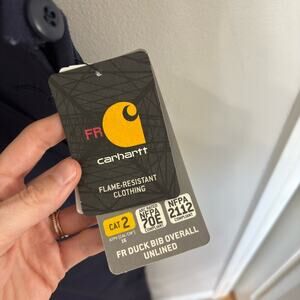 FR
carhartt
FLAME-RESISTANT
CLOTHING
CAT 2
NFPA
70E
NFPA
2112
FR DUCK BIB OVERALL
UNLINED